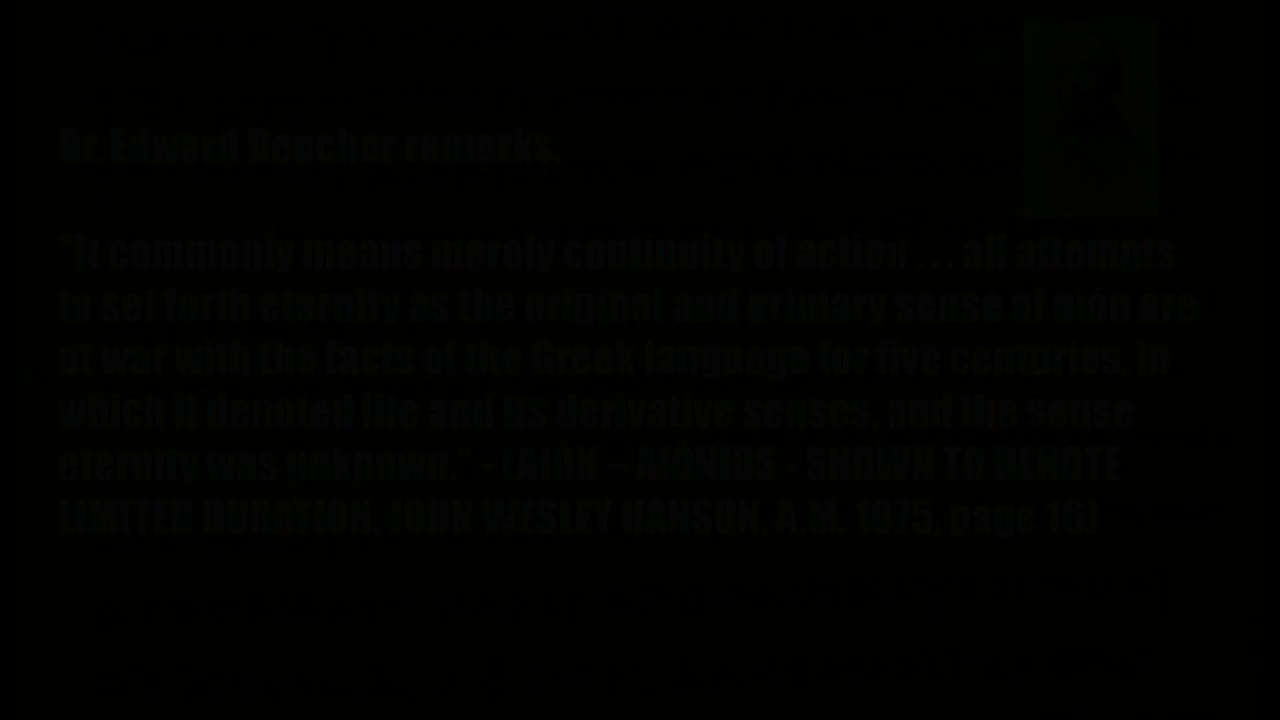 Dr. Edward Beecher remarks,
"It commonly means merely continuity of action . . . all attempts
to set forth eternity as the original and primary sense of aión are
at war with the facts of the Greek language for five centuries, in
which it denoted life and its derivative senses, and the sense
eternity was unknown." - (AIÓN – AIÓNIOS - SHOWN TO DENOTE
LIMITED DURATION, JOHN WESLEY HANSON, A.M. 1875, page 16)